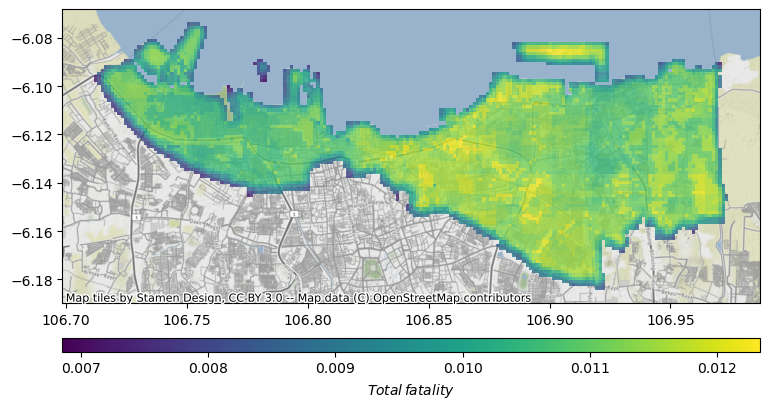 −6.08
−6.10
−6.12
−6.14
−6.16
−6.18
Map tiles by Stamen Design, CC BY 3.0 -- Map data (C) OpenStreetMap contributors
106.70 106.75 106.80 106.85 106.90 106.95
0.007 0.008 0.009 0.010 0.011 0.012
Total fatality